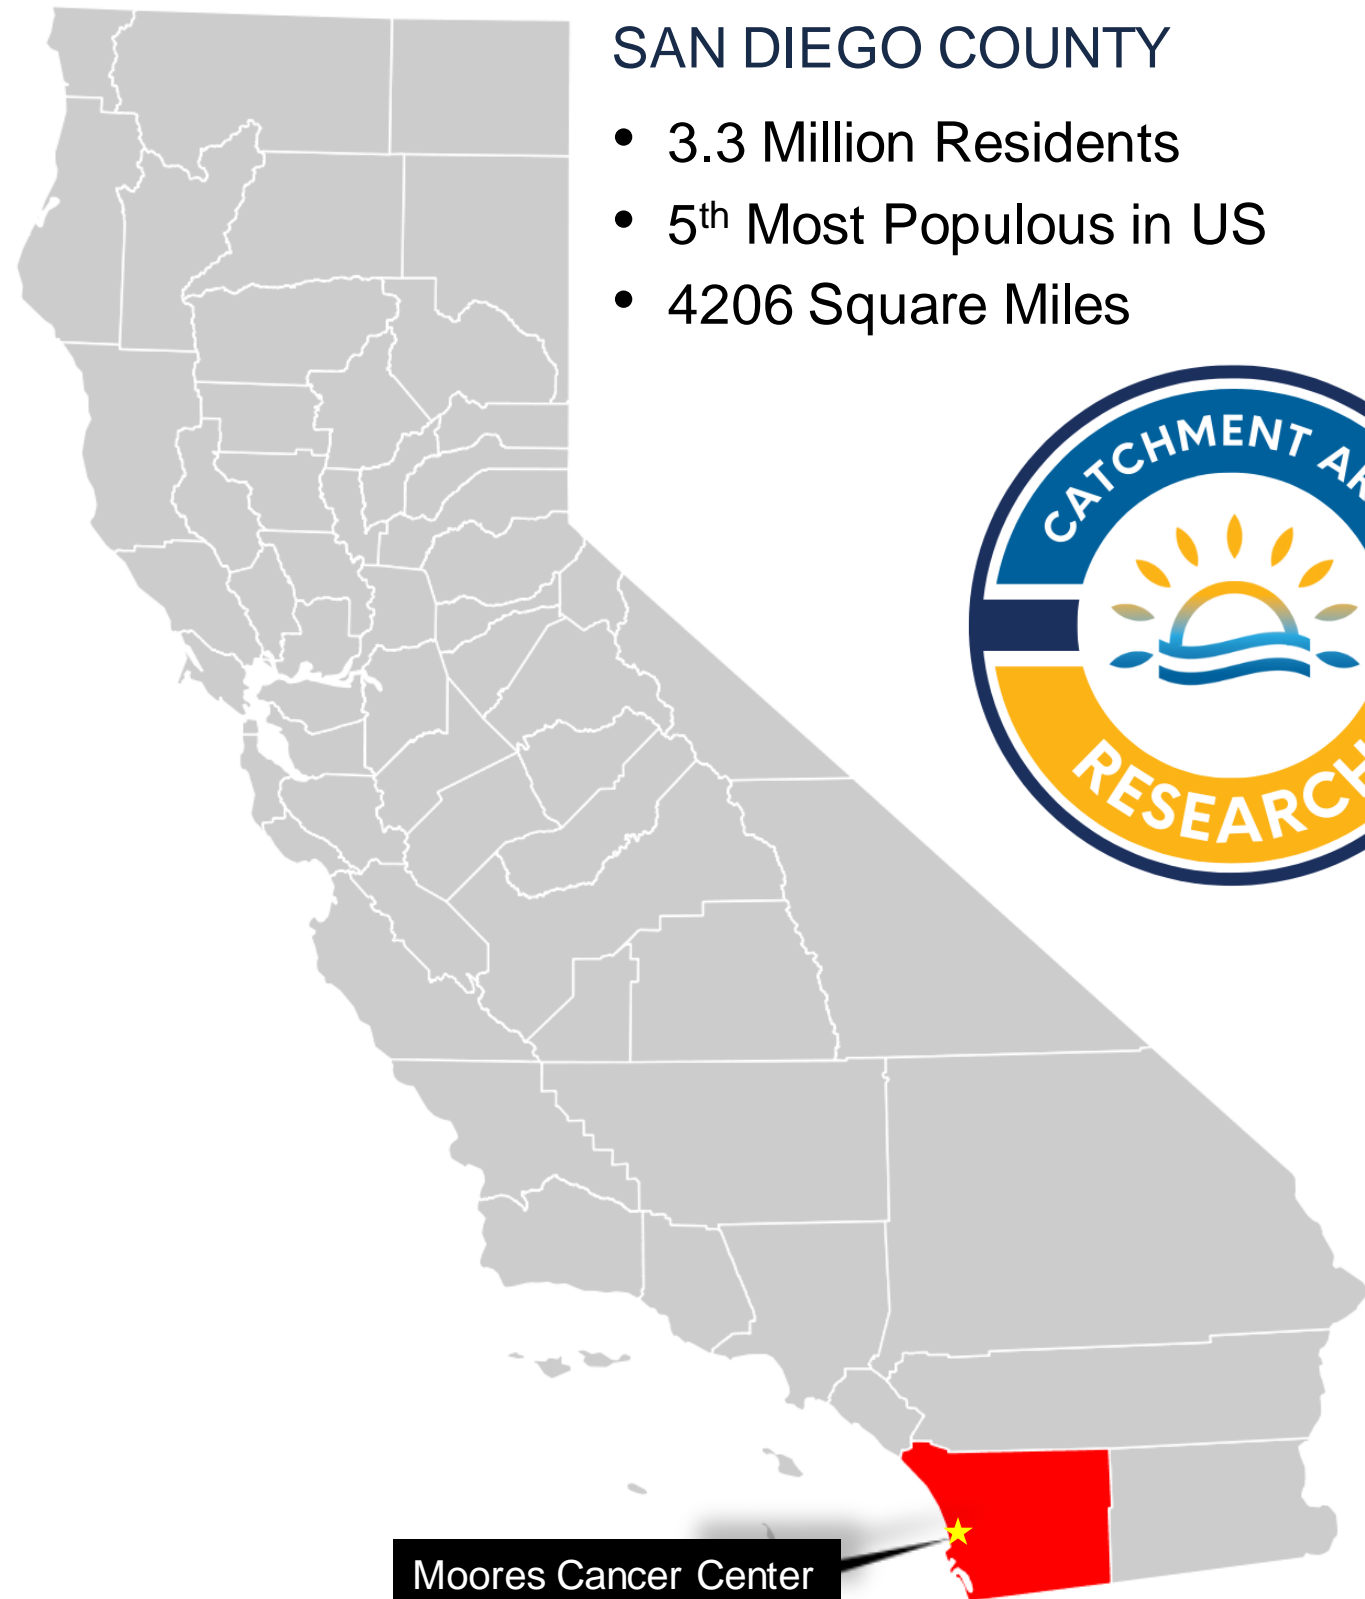 SAN DIEGO COUNTY
• 3.3 Million Residents
• 5th Most Populous in US
• 4206 Square Miles
CATCHMENT
RESEARCH
Moores Cancer Center